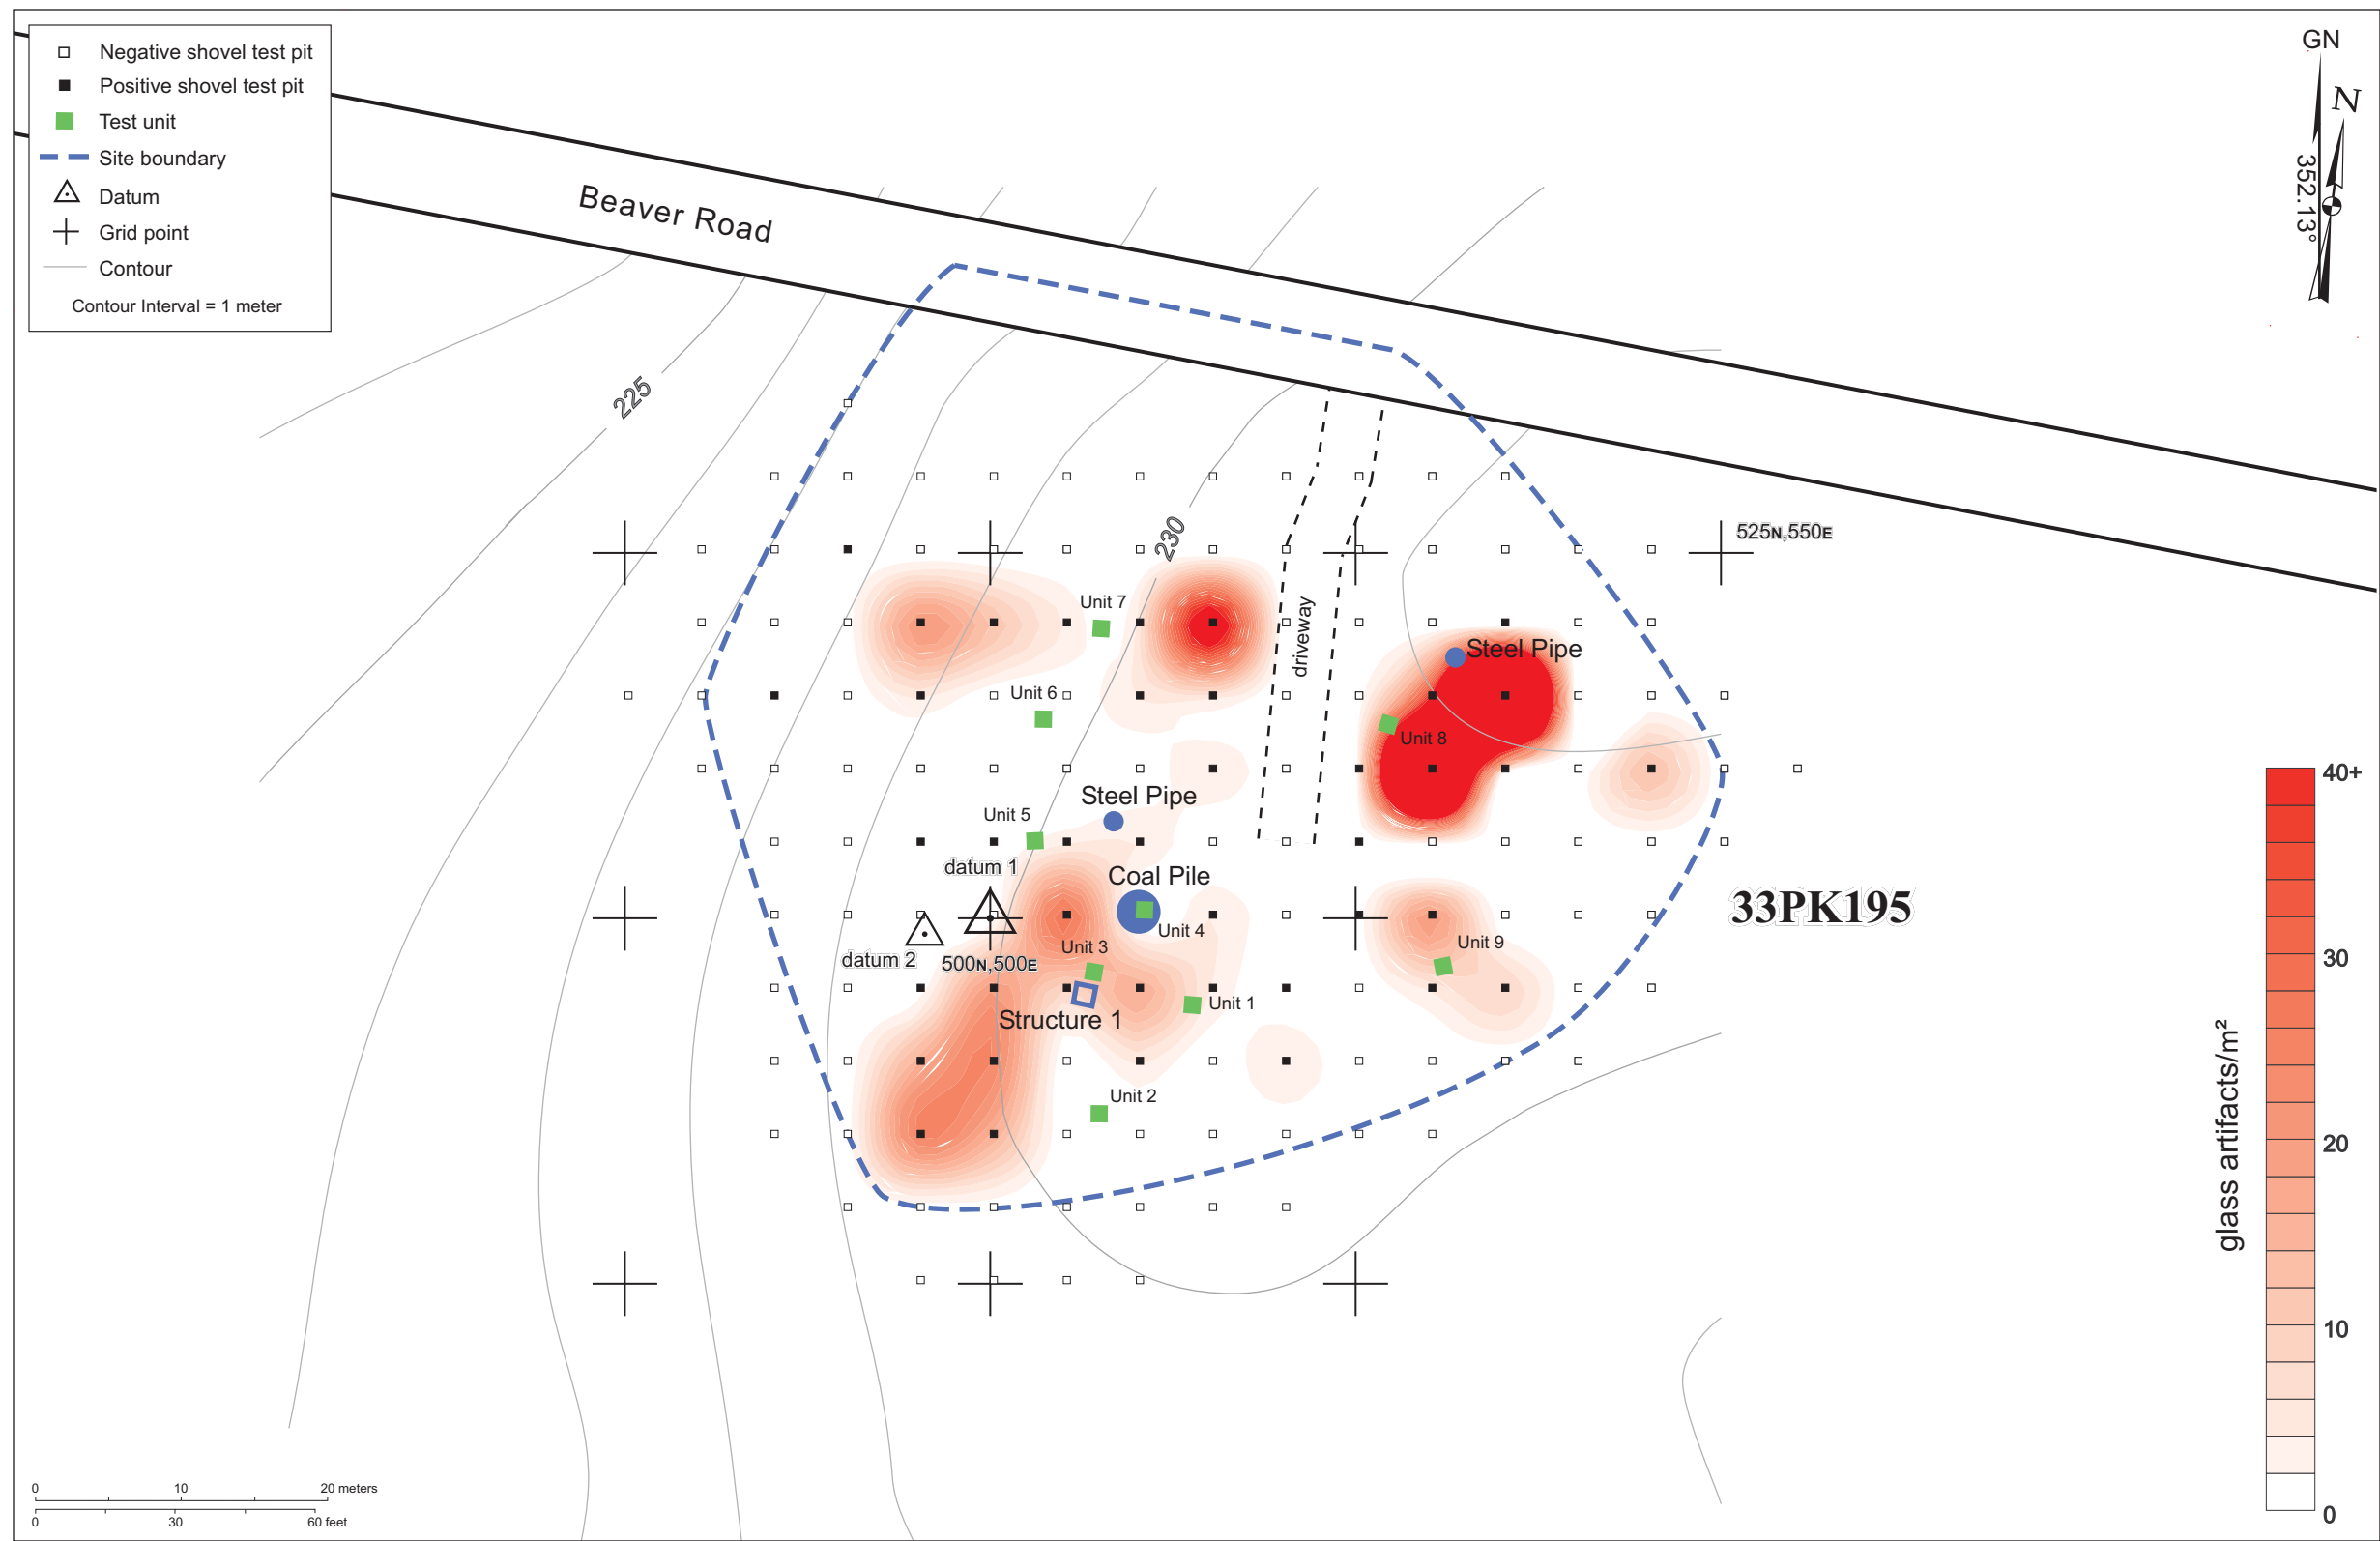 Negative shovel test pit
Positive shovel test pit
Test unit
Site boundary
Datum
Grid point
Contour
Contour Interval = 1 meter
GN
N
352.13°
Beaver Road
225
230
525N,550E
Unit 7
driveway
Steel Pipe
Unit 6
Unit 8
Steel Pipe
Unit 5
datum 1
Coal Pile
33PK195
Unit 4
Unit 3
Unit 9
datum 2
500N,500E
Unit 1
Structure 1
Unit 2
40+
30
20
10
0
glass artifacts/m²
0 10 20 meters
0 30 60 feet